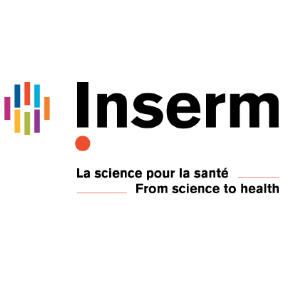 Inserm
La science pour la santé
From science to health